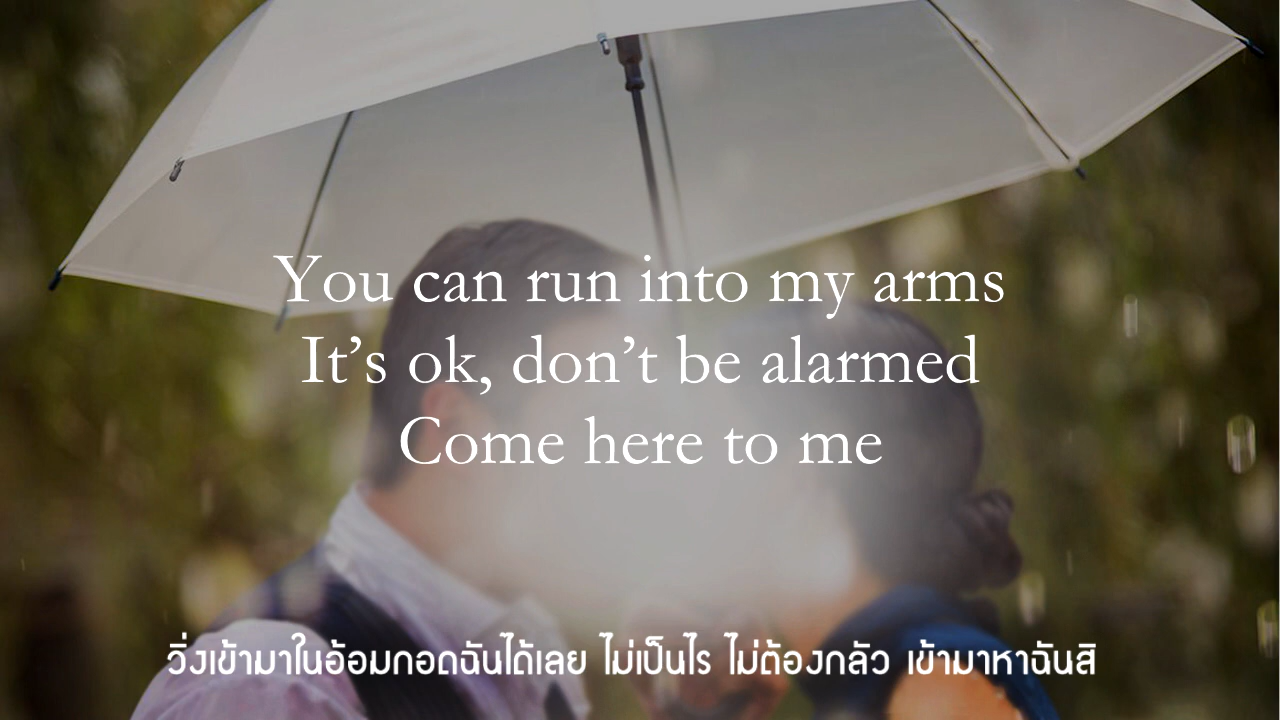 You can run into my arms
It’s ok, don’t be alarmed
Come here to me
วิ่งเข้ามาในอ้อมกอดฉันได้เลย ไม่เป็นไร ไม่ต้องกลัว เข้ามาหาฉันสิ